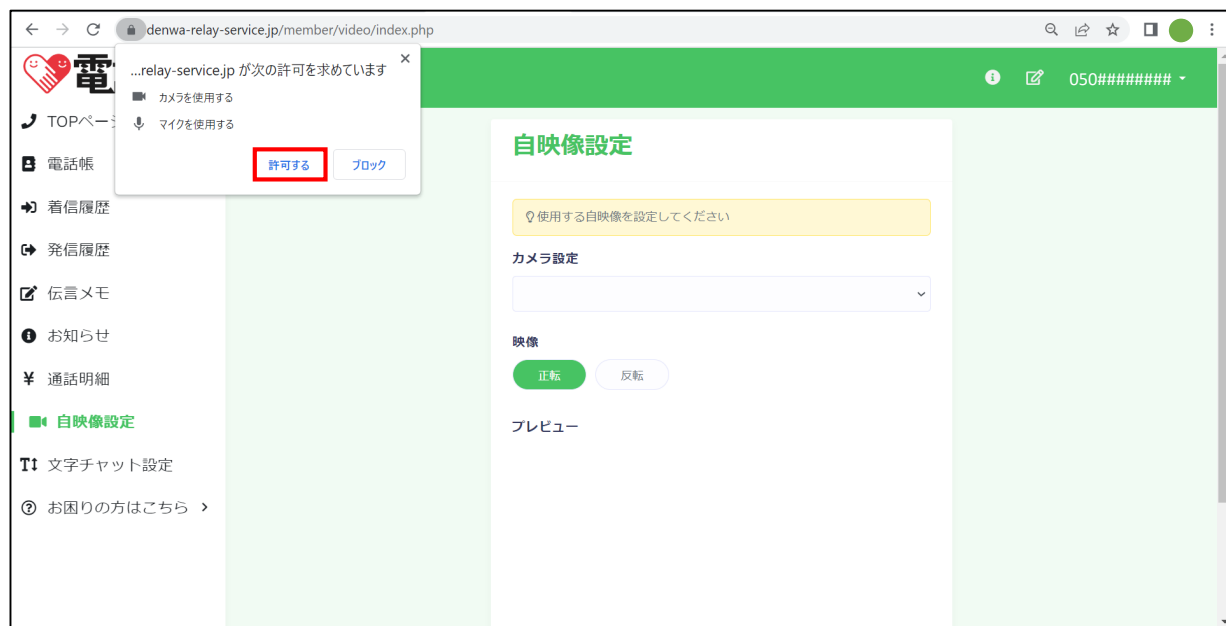 denwa-relay-service.jp/member/video/index.php
電
050########
...relay-service.jp が次の許可を求めています
カメラを使用する
マイクを使用する
許可する ブロック
TOPペー
電話帳
着信履歴
発信履歴
伝言メモ
お知らせ
通話明細
自映像設定
文字チャット設定
お困りの方はこちら
自映像設定
使用する自映像を設定してください
カメラ設定
映像
正転 反転
プレビュー